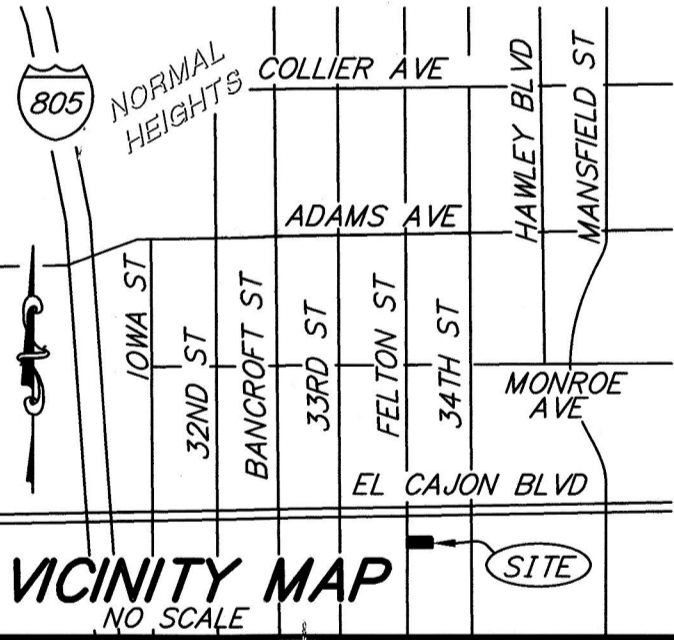 NORMAL
HEIGHTS
COLLIER AVE
HAWLEY BLVD
MANSFIELD ST
805
ADAMS AVE
IOWA ST
32ND ST
BANCROFT ST
33RD ST
FELTON ST
34TH ST
MONROE
AVE
EL CAJON BLVD
SITE
VICINITY MAP
NO SCALE